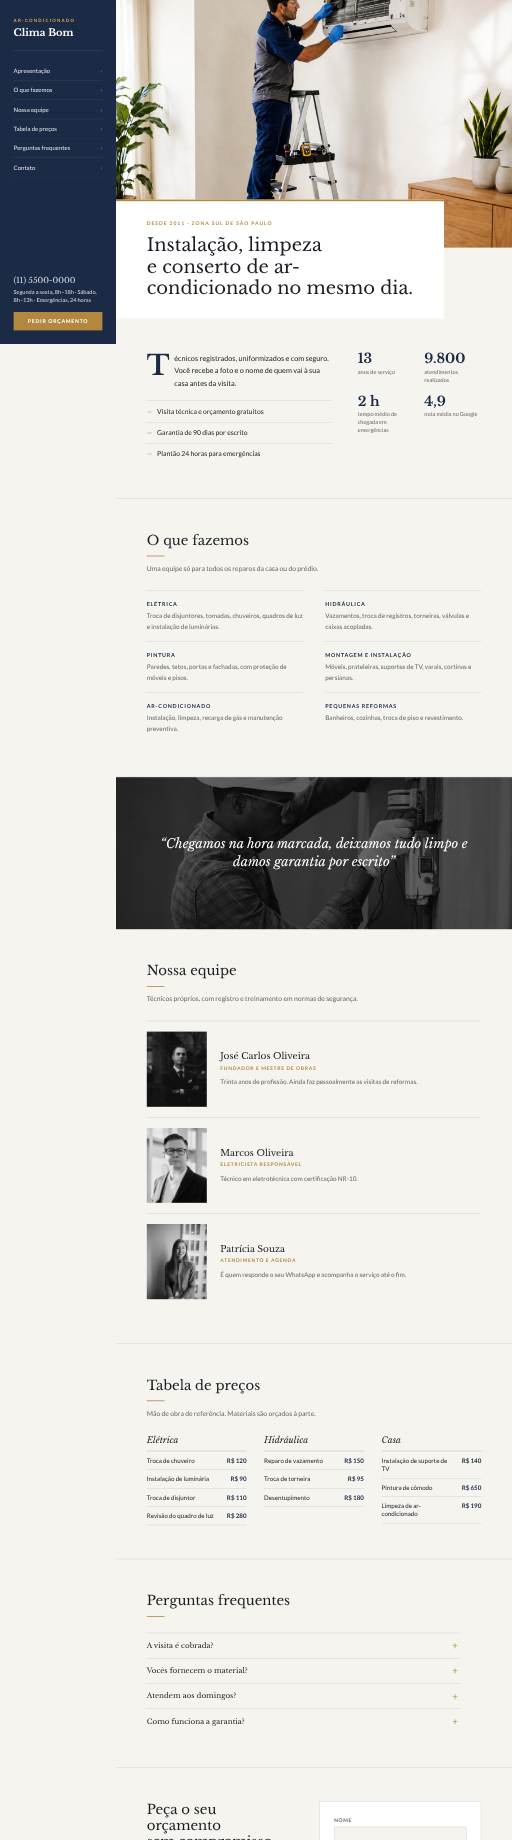 AR-CONDICIONADO
Clima Bom
Apresentação
O que fazemos
Nossa equipe
Tabela de preços
Perguntas frequentes
Contato
(11) 5500-0000
Segunda a sexta, 8h–18h · Sábado,
8h–13h · Emergências, 24 horas
PEDIR ORÇAMENTO
DESDE 2011 · ZONA SUL DE SÃO PAULO
Instalação, limpeza
e conserto de ar-
condicionado no mesmo dia.
Técnicos registrados, uniformizados e com seguro.
Você recebe a foto e o nome de quem vai à sua
casa antes da visita.
— Visita técnica e orçamento gratuitos
— Garantia de 90 dias por escrito
— Plantão 24 horas para emergências
13
anos de serviço
9.800
atendimentos
realizados
2 h
tempo médio de
chegada em
emergências
4,9
nota média no Google
O que fazemos
Uma equipe só para todos os reparos da casa ou do prédio.
ELÉTRICA
Troca de disjuntores, tomadas, chuveiros, quadros de luz
e instalação de luminárias.
HIDRÁULICA
Vazamentos, troca de registros, torneiras, válvulas e
caixas acopladas.
PINTURA
Paredes, tetos, portas e fachadas, com proteção de
móveis e pisos.
MONTAGEM E INSTALAÇÃO
Móveis, prateleiras, suportes de TV, varais, cortinas e
persianas.
AR-CONDICIONADO
Instalação, limpeza, recarga de gás e manutenção
preventiva.
PEQUENAS REFORMAS
Banheiros, cozinhas, troca de piso e revestimento.
“Chegamos na hora marcada, deixamos tudo limpo e
damos garantia por escrito”
Nossa equipe
Técnicos próprios, com registro e treinamento em normas de segurança.
José Carlos Oliveira
FUNDADOR E MESTRE DE OBRAS
Trinta anos de profissão. Ainda faz pessoalmente as visitas de reformas.
Marcos Oliveira
ELETRICISTA RESPONSÁVEL
Técnico em eletrotécnica com certificação NR-10.
Patrícia Souza
ATENDIMENTO E AGENDA
É quem responde o seu WhatsApp e acompanha o serviço até o fim.
Tabela de preços
Mão de obra de referência. Materiais são orçados à parte.
Elétrica
Troca de chuveiro R$ 120
Instalação de luminária R$ 90
Troca de disjuntor R$ 110
Revisão do quadro de luz R$ 280
Hidráulica
Reparo de vazamento R$ 150
Troca de torneira R$ 95
Desentupimento R$ 180
Casa
Instalação de suporte de R$ 140
TV
Pintura de cômodo R$ 650
Limpeza de ar- R$ 190
condicionado
Perguntas frequentes
A visita é cobrada? +
Vocês fornecem o material? +
Atendem aos domingos? +
Como funciona a garantia? +
Peça o seu
orçamento
sem compromisso
NOME